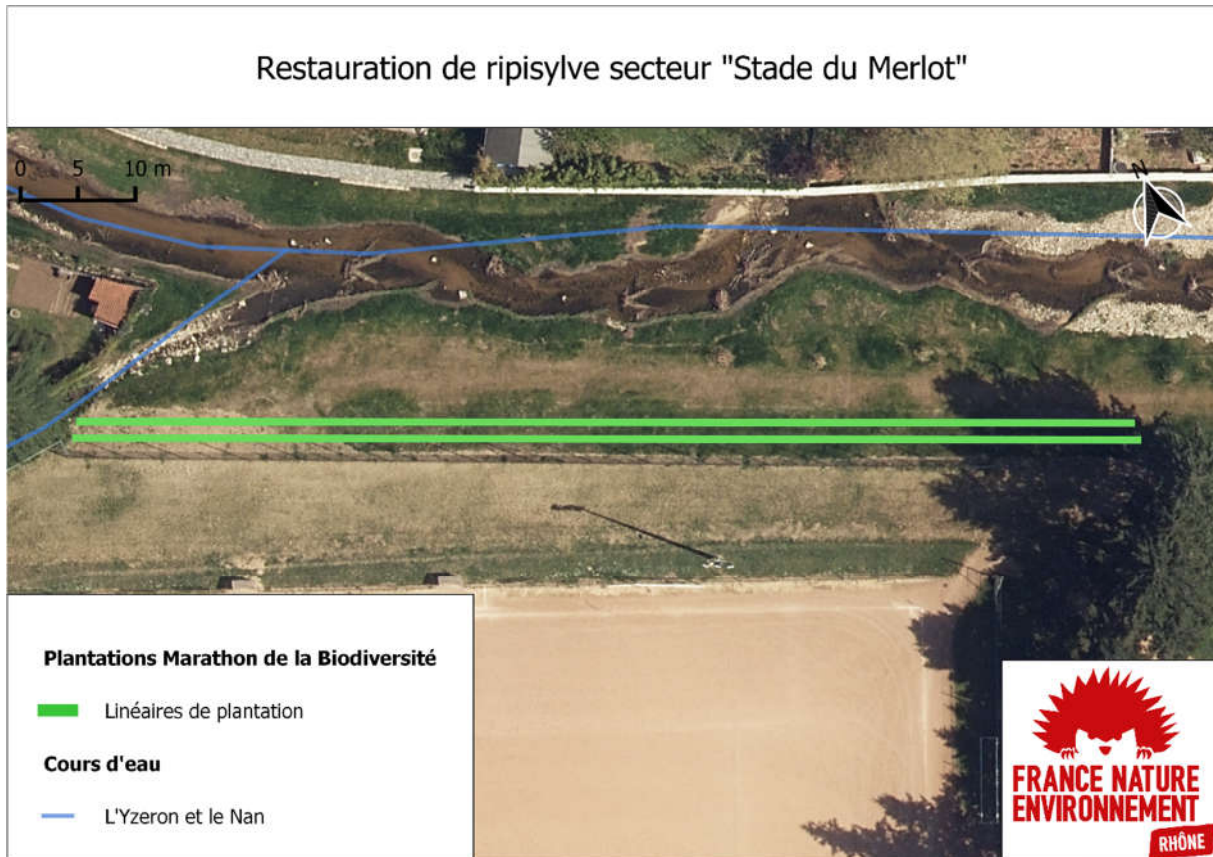 Restauration de ripisylve secteur "Stade du Merlot"
0 5 10 m
N
Plantations Marathon de la Biodiversité
Linéaires de plantation
Cours d'eau
L'Yzeron et le Nan
FRANCE NATURE
ENVIRONNEMENT
RHÔNE